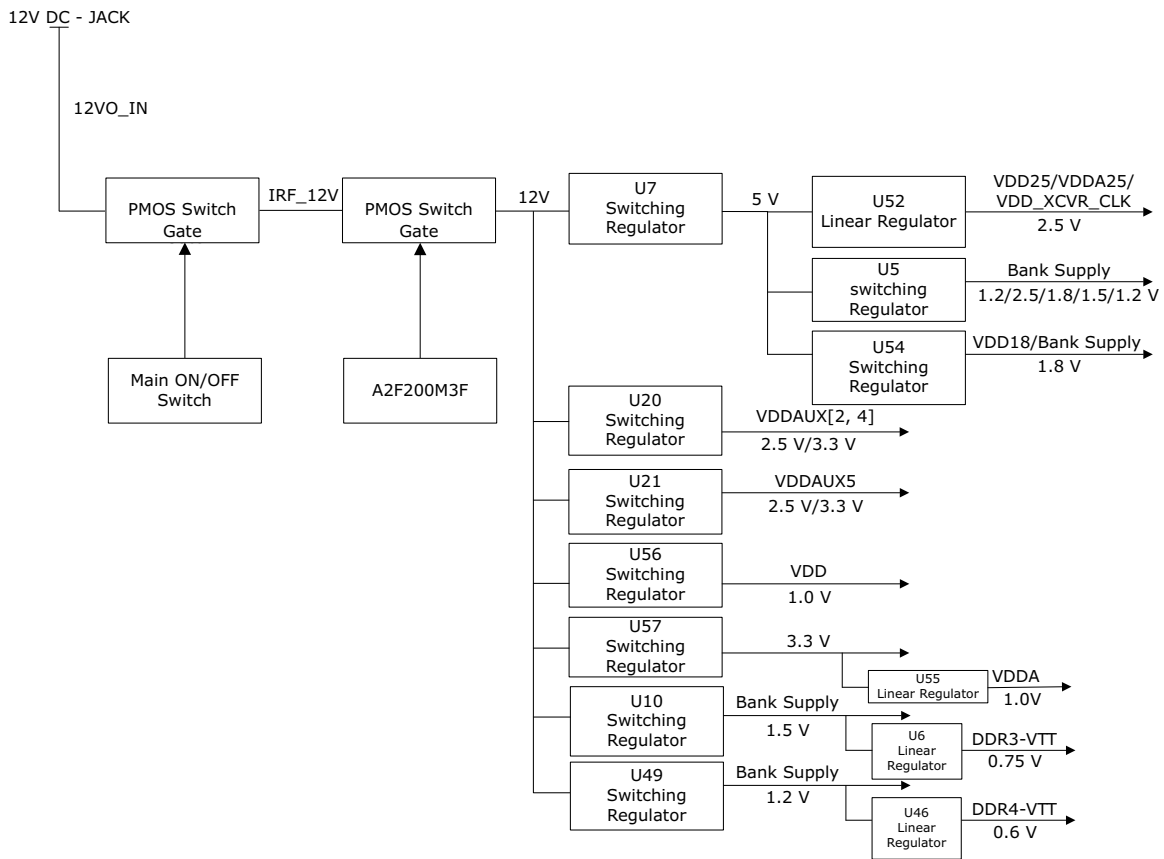 12V DC - JACK
12VO_IN
PMOS Switch
Gate
IRF_12V
PMOS Switch
Gate
12V
Main ON/OFF
Switch
A2F200M3F
U7
Switching
Regulator
5 V
U52
Linear Regulator
VDD25/VDDA25/
VDD_XCVR_CLK
2.5 V
U5
switching
Regulator
Bank Supply
1.2/2.5/1.8/1.5/1.2 V
U54
Switching
Regulator
VDD18/Bank Supply
1.8 V
U20
Switching
Regulator
VDDAUX[2, 4]
2.5 V/3.3 V
U21
Switching
Regulator
VDDAUX5
2.5 V/3.3 V
U56
Switching
Regulator
VDD
1.0 V
U57
Switching
Regulator
3.3 V
U55
Linear Regulator
VDDA
1.0V
U10
Switching
Regulator
Bank Supply
1.5 V
U6
Linear
Regulator
DDR3-VTT
0.75 V
U49
Switching
Regulator
Bank Supply
1.2 V
U46
Linear
Regulator
DDR4-VTT
0.6 V